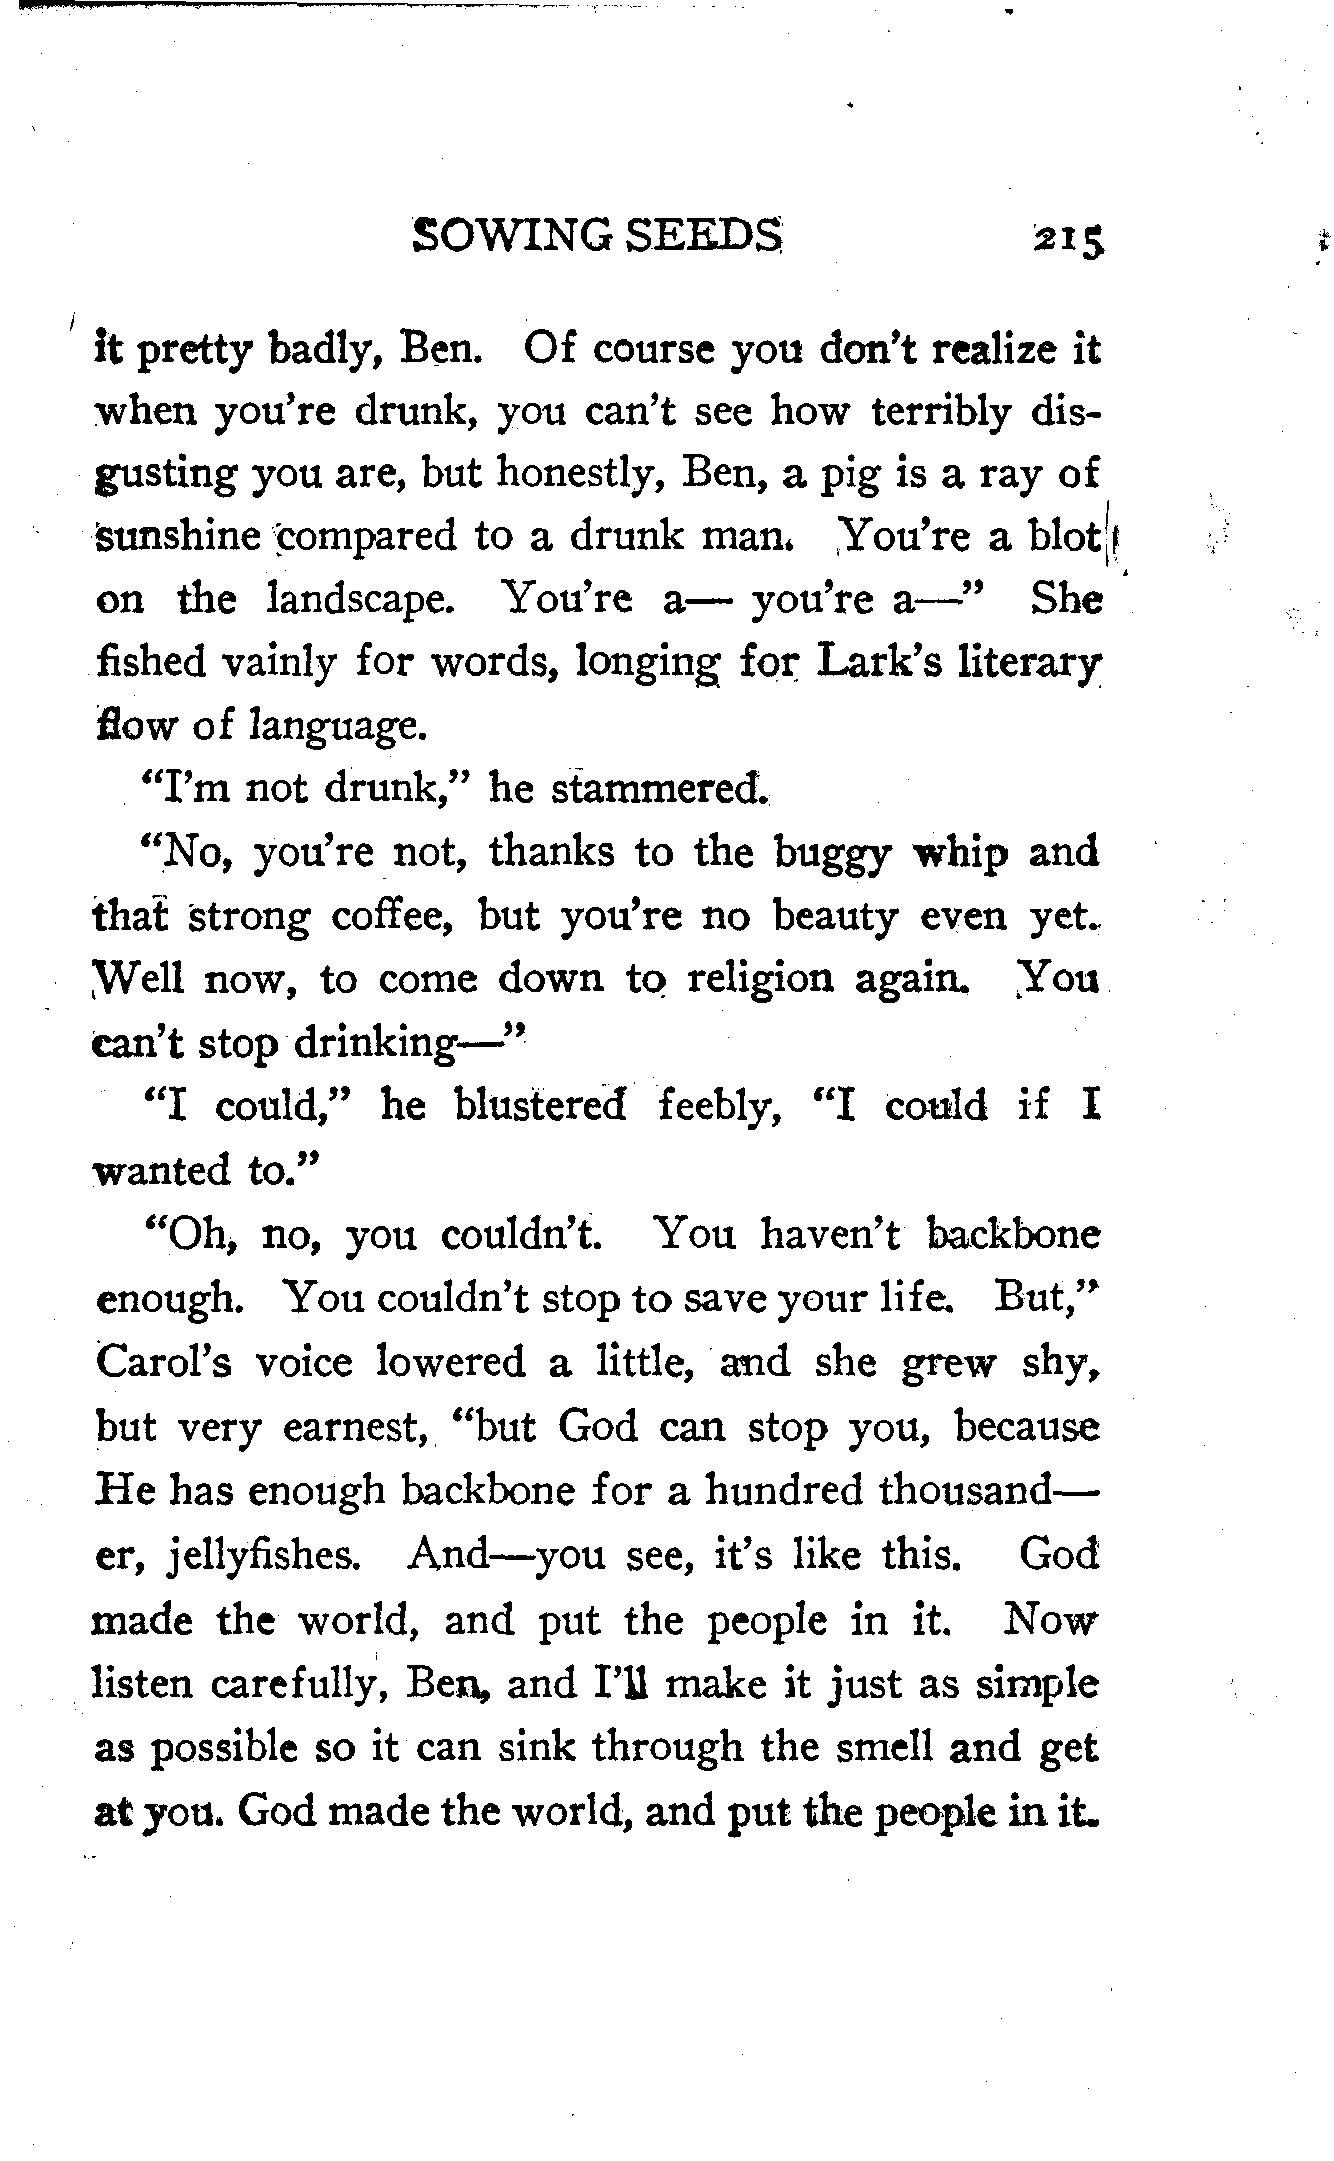 SOWING SEEDS 215
it pretty badly, Ben. Of course you don't realize it
when you're drunk, you can't see how terribly dis-
gusting you are, but honestly, Ben, a pig is a ray of
sunshine compared to a drunk man. You're a blot
on the landscape. You're a— you're a—” She
fished vainly for words, longing for Lark's literary
flow of language.
“I'm not drunk,” he stammered.
“No, you're not, thanks to the buggy whip and
that strong coffee, but you're no beauty even yet.
Well now, to come down to religion again. You
can't stop drinking—”
“I could,” he blustered feebly, “I could if I
wanted to.”
“Oh, no, you couldn't. You haven't backbone
enough. You couldn't stop to save your life. But,”
Carol's voice lowered a little, and she grew shy,
but very earnest, “but God can stop you, because
He has enough backbone for a hundred thousand—
er, jellyfishes. And—you see, it's like this. God
made the world, and put the people in it. Now
listen carefully, Ben, and I'll make it just as simple
as possible so it can sink through the smell and get
at you. God made the world, and put the people in it.